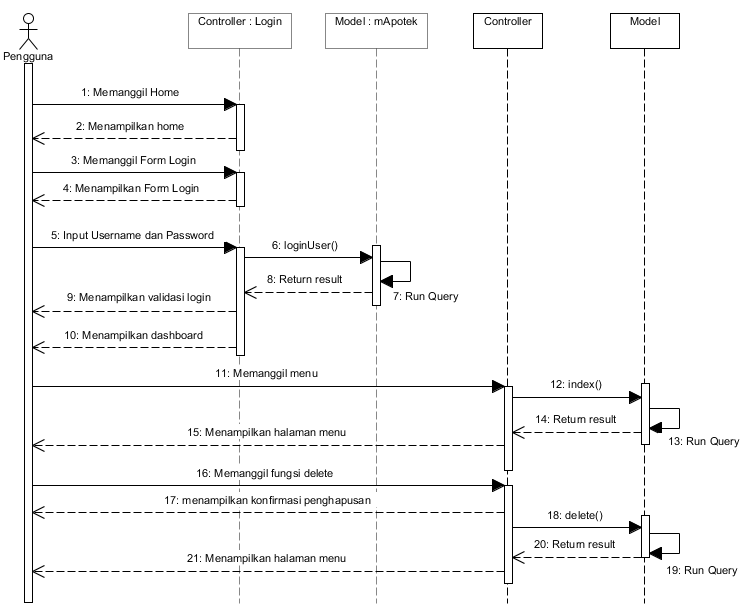 Controller : Login
Model : mApotek
Controller
Model
Pengguna
1: Memanggil Home
2: Menampilkan home
3: Memanggil Form Login
4: Menampilkan Form Login
5: Input Username dan Password
6: loginUser()
8: Return result
7: Run Query
9: Menampilkan validasi login
10: Menampilkan dashboard
11: Memanggil menu
12: index()
14: Return result
13: Run Query
15: Menampilkan halaman menu
16: Memanggil fungsi delete
17: menampilkan konfirmasi penghapusan
18: delete()
20: Return result
19: Run Query
21: Menampilkan halaman menu